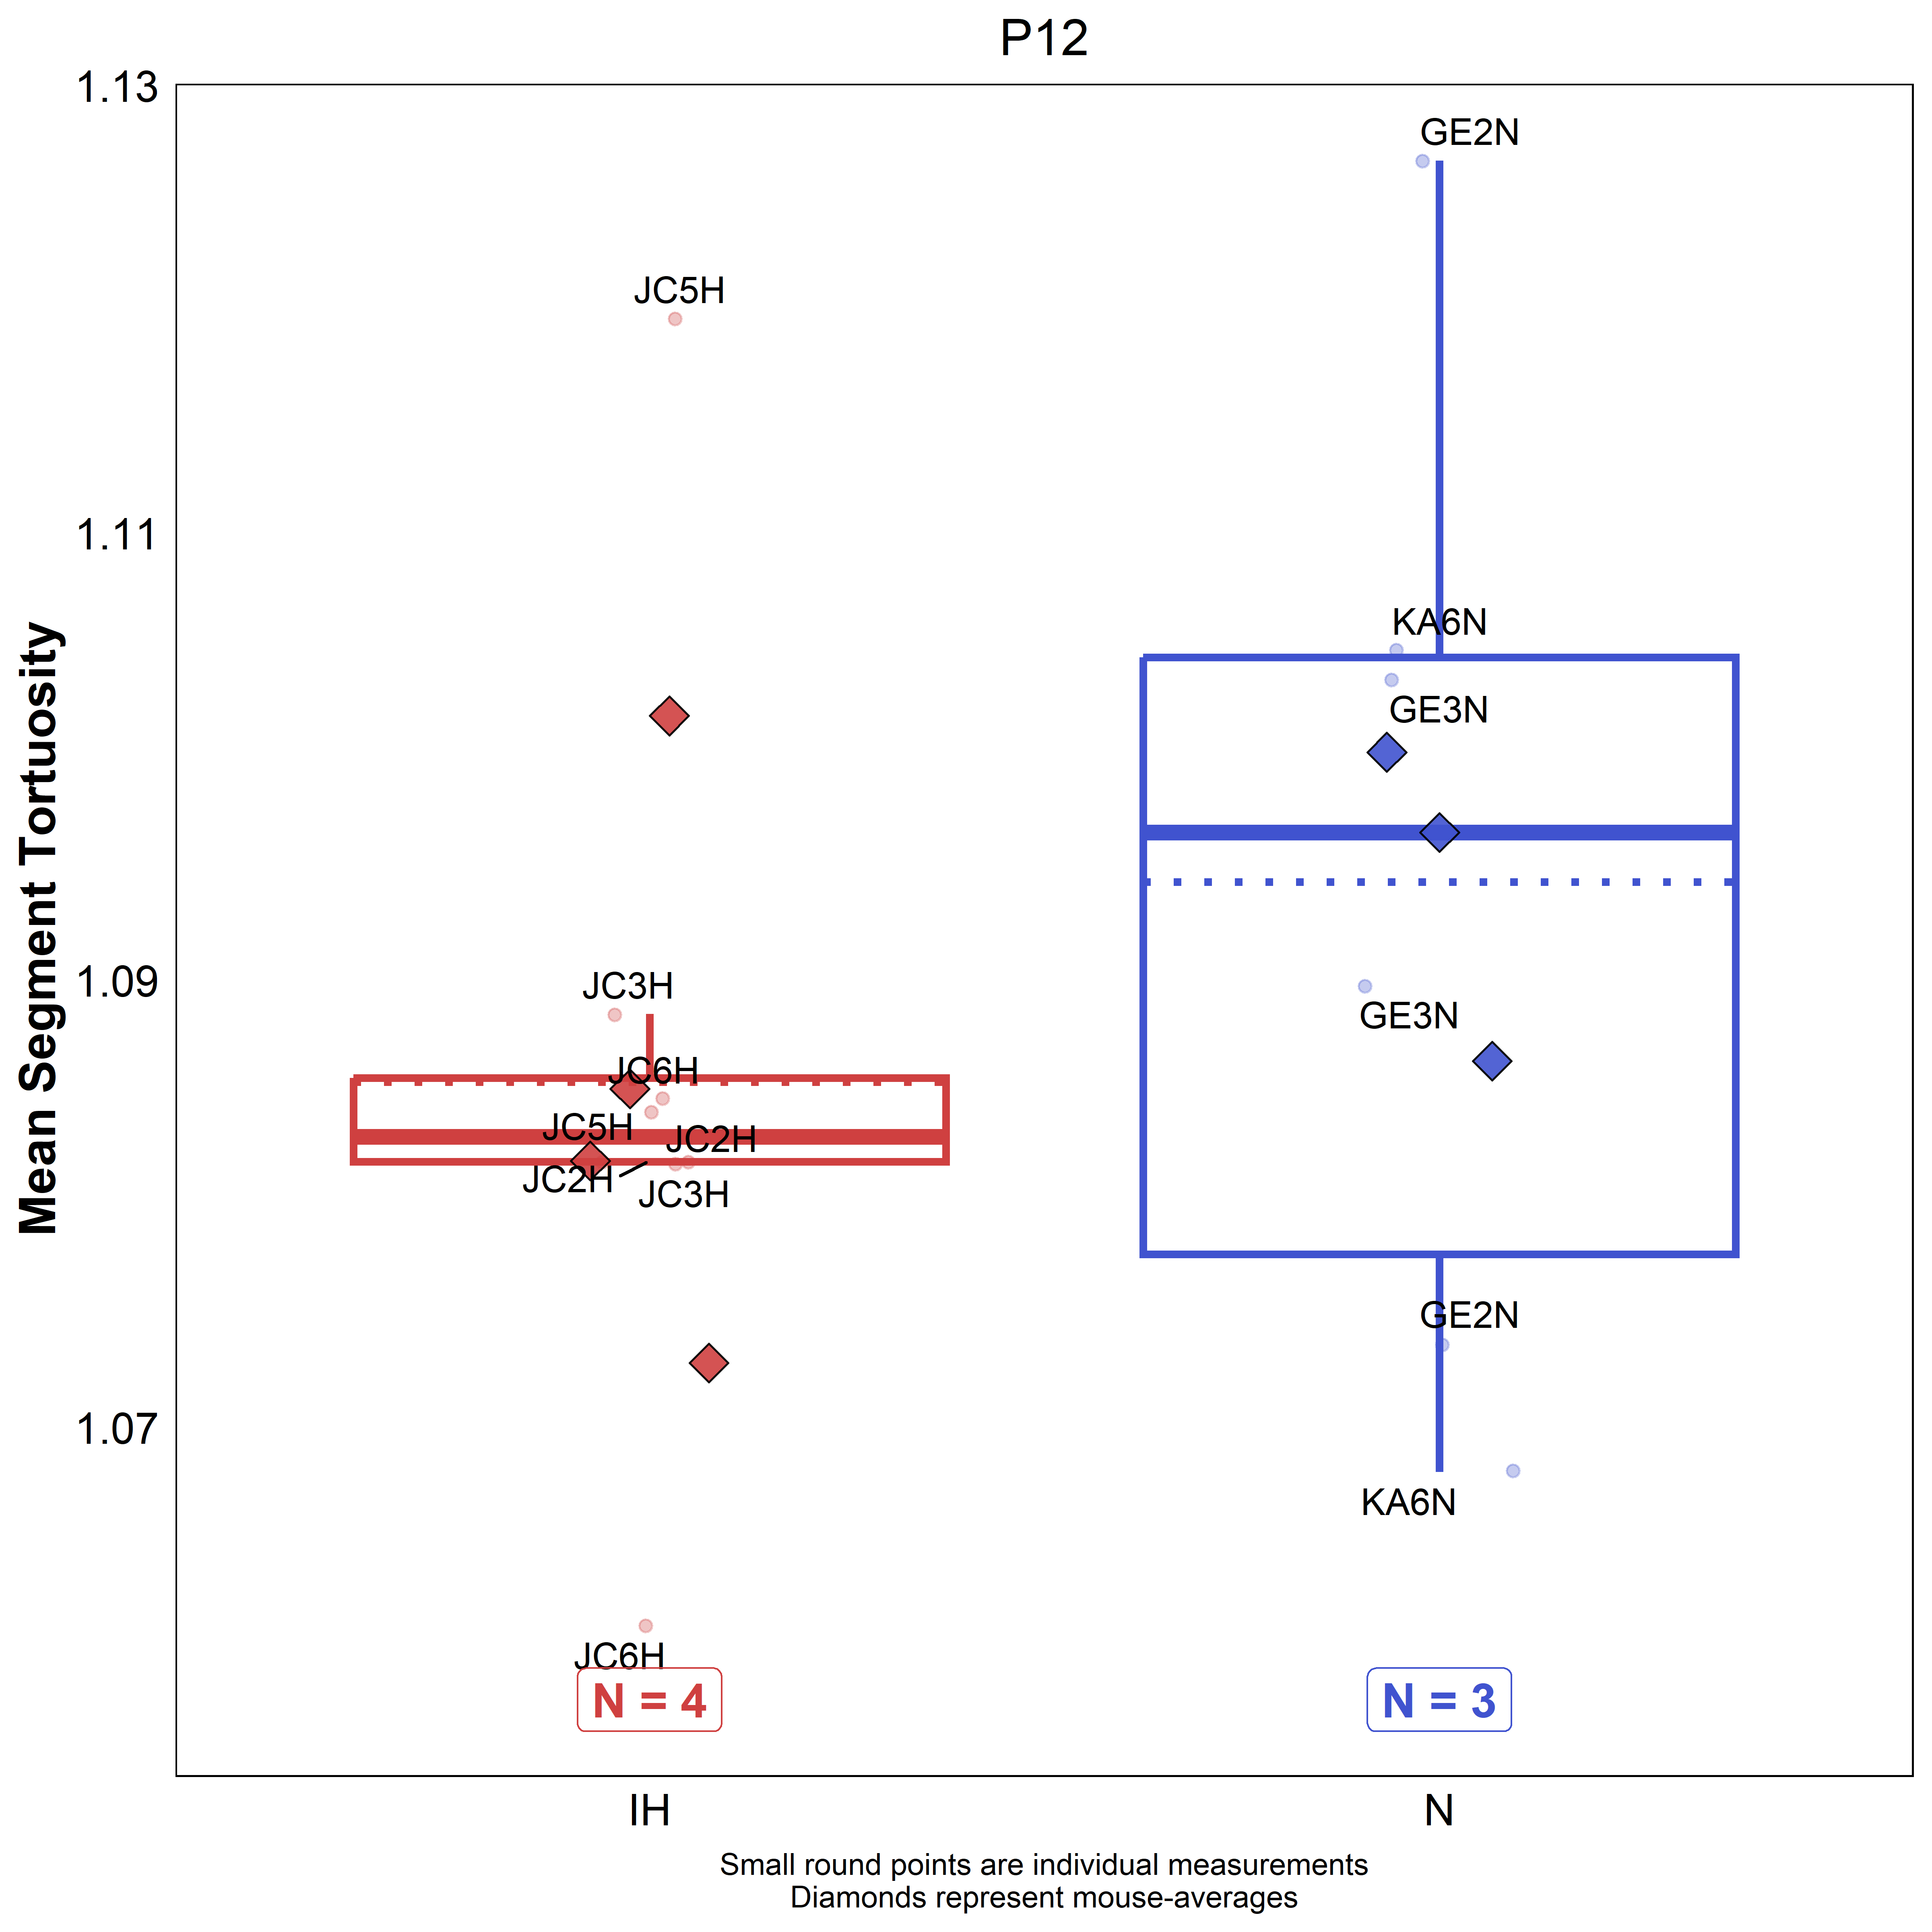 P12
1.13
1.11
1.09
1.07
Mean Segment Tortuosity
GE2N
JC5H
KA6N
GE3N
JC3H
GE3N
JC6H
JC5H
JC2H
JC2H
JC3H
GE2N
KA6N
JC6H
N = 4
N = 3
IH
N
Small round points are individual measurements
Diamonds represent mouse-averages